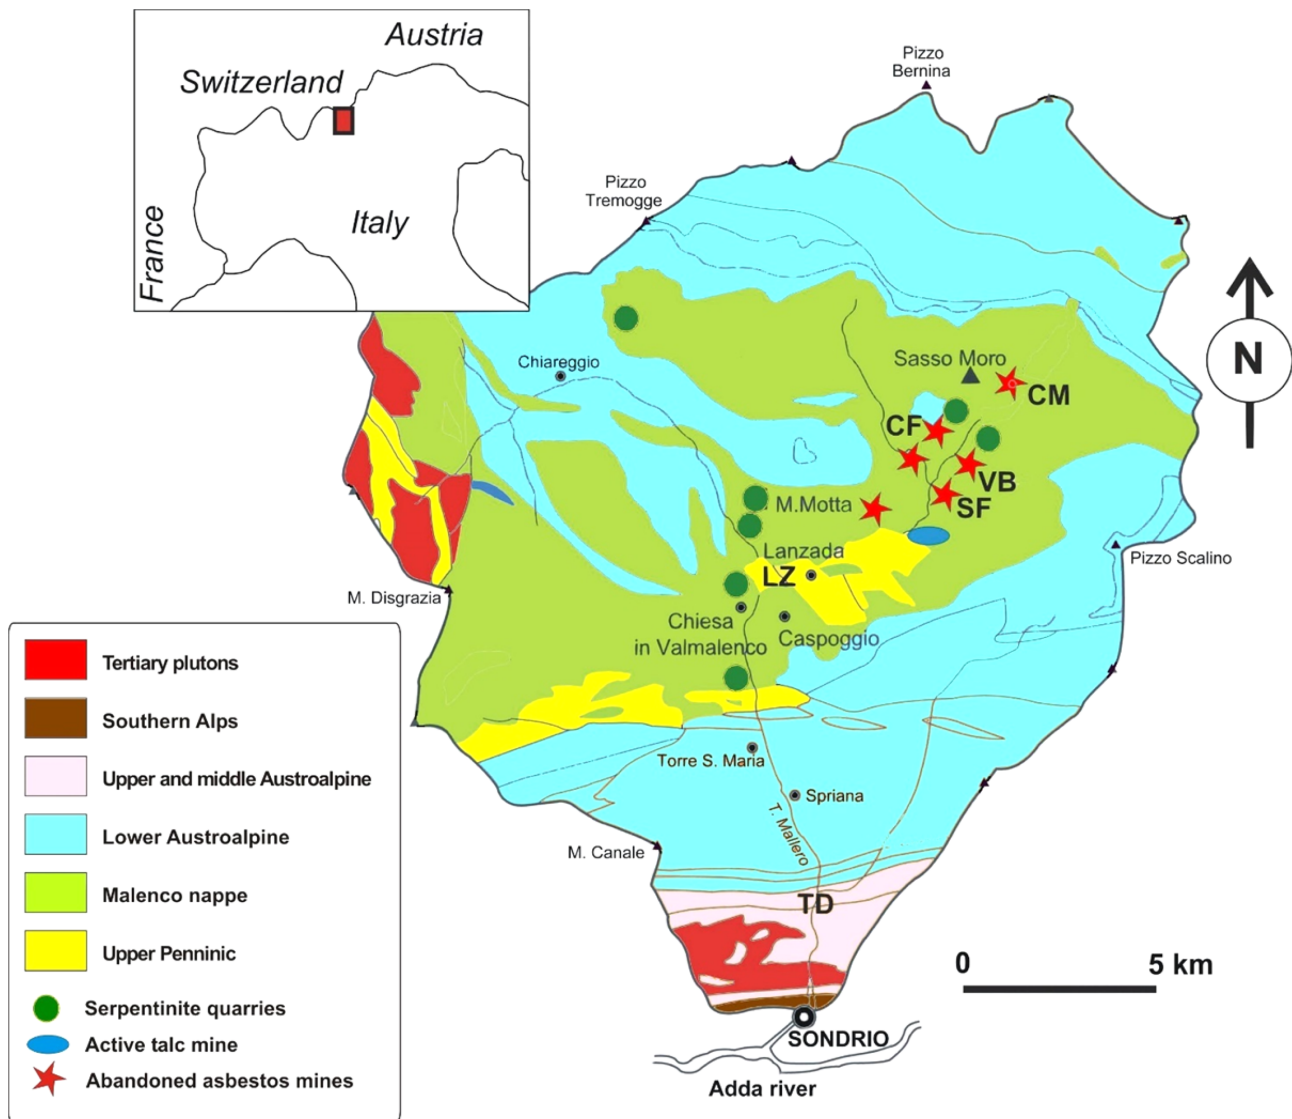 Austria
Switzerland
Italy
France
Pizzo
Bernina
Pizzo
Tremogge
N
Sasso Moro
CM
Chiareggio
CF
VB
SF
M.Motta
Lanzada
LZ
Pizzo Scalino
M. Disgrazia
Chiesa
in Valmalenco
Caspoggio
Torre S. Maria
Spriana
T. Mallero
M. Canale
TD
0 5 km
SONDRIO
Adda river
Tertiary plutons
Southern Alps
Upper and middle Austroalpine
Lower Austroalpine
Malenco nappe
Upper Penninic
Serpentinite quarries
Active talc mine
Abandoned asbestos mines